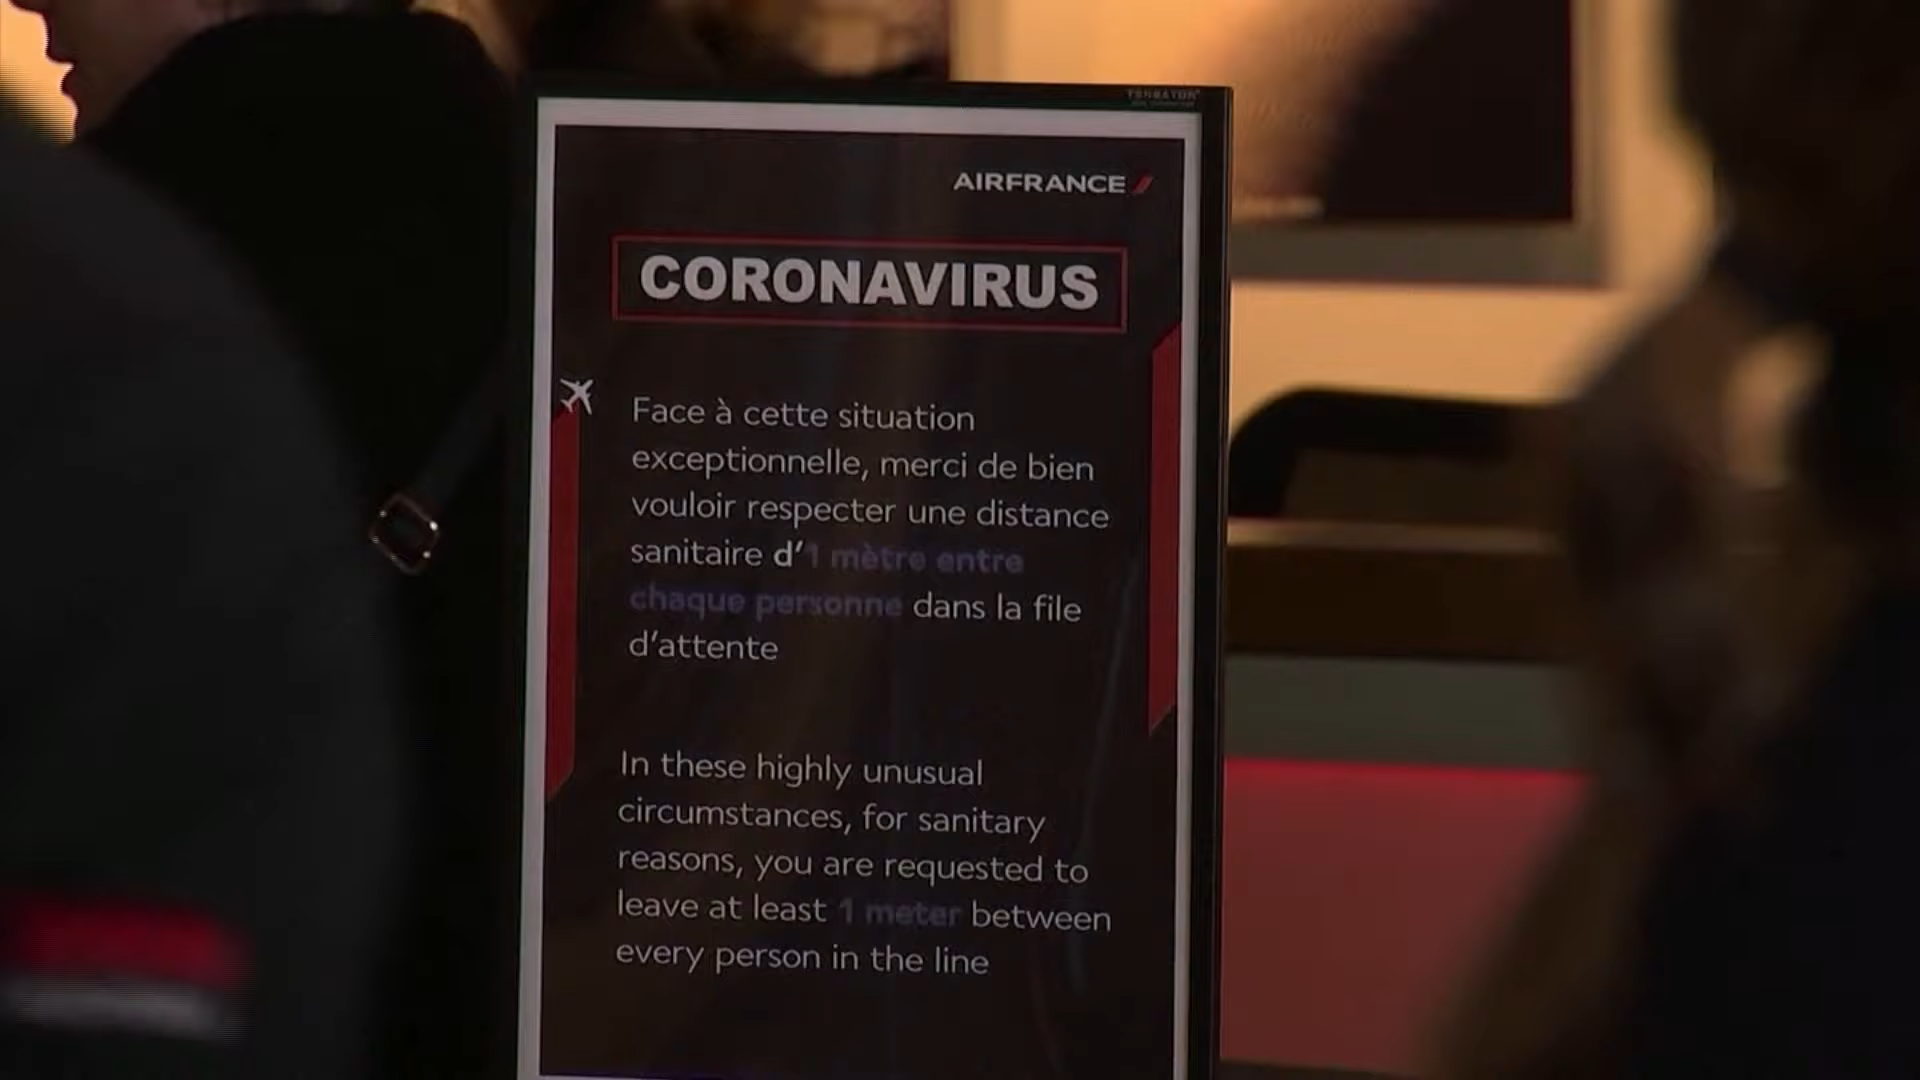 TENSATOR
AIRFRANCE
CORONAVIRUS
Face à cette situation
exceptionnelle, merci de bien
vouloir respecter une distance
sanitaire d'1 mètre entre
chaque personne dans la file
d'attente
In these highly unusual
circumstances, for sanitary
reasons, you are requested to
leave at least 1 meter between
every person in the line